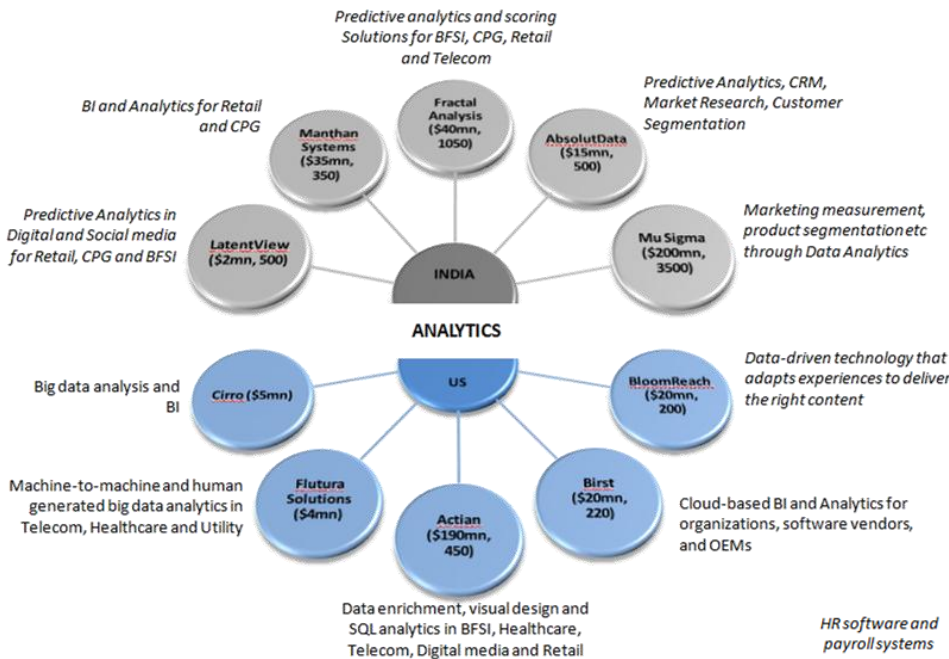 Predictive analytics and scoring
Solutions for BFSI, CPG, Retail
and Telecom
BI and Analytics for Retail
and CPG
Predictive Analytics, CRM,
Market Research, Customer
Segmentation
Fractal
Analysis
($40mn,
1050)
Manthan
Systems
($35mn,
350)
AbsolutData
($15mn,
500)
Predictive Analytics in
Digital and Social media
for Retail, CPG and BFSI
LatentView
($2mn, 500)
Mu Sigma
($200mn,
3500)
Marketing measurement,
product segmentation etc
through Data Analytics
INDIA
ANALYTICS
US
Big data analysis and
BI
Cirro ($5mn)
BloomReach
($20mn,
200)
Data-driven technology that
adapts experiences to deliver
the right content
Machine-to-machine and human
generated big data analytics in
Telecom, Healthcare and Utility
Flutura
Solutions
($4mn)
Actian
($190mn,
450)
Birst
($20mn,
220)
Cloud-based BI and Analytics for
organizations, software vendors,
and OEMs
Data enrichment, visual design and
SQL analytics in BFSI, Healthcare,
Telecom, Digital media and Retail
HR software and
payroll systems